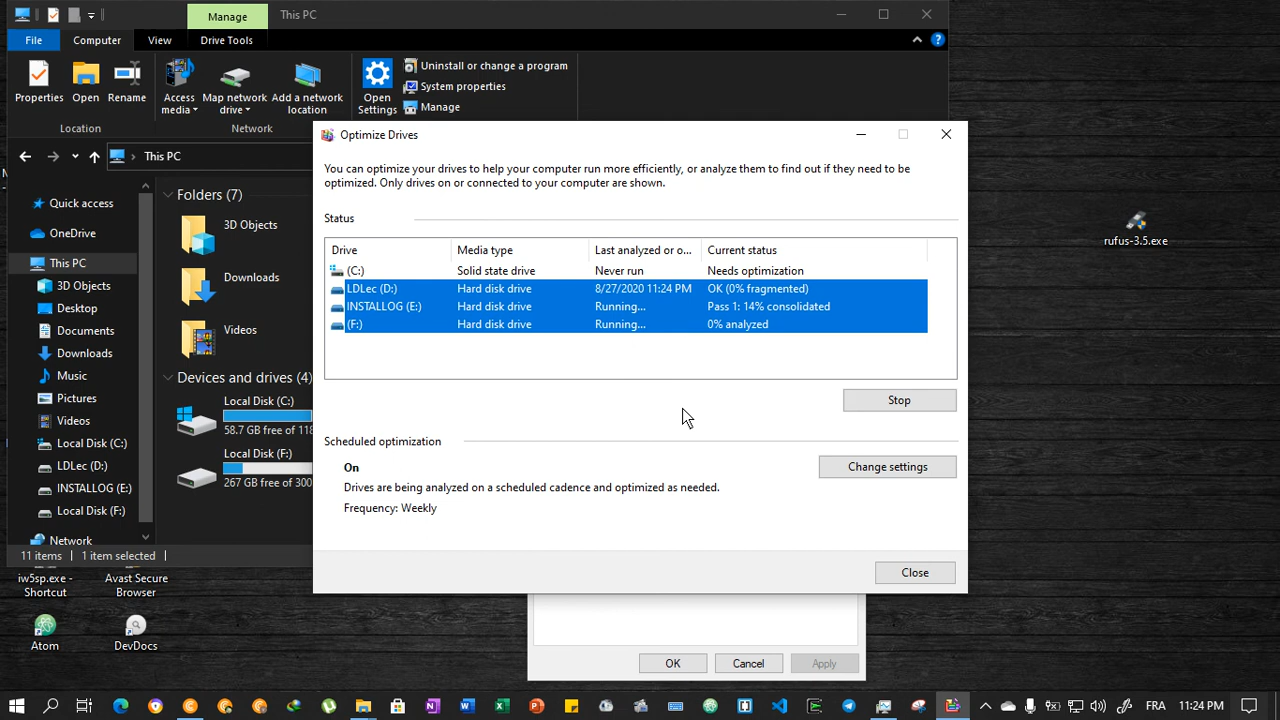 Manage This PC
File Computer View Drive Tools
Properties Open Rename Access media Map network drive Add a network location Open Settings
Uninstall or change a program
System properties
Manage
Location Network
This PC
Optimize Drives
You can optimize your drives to help your computer run more efficiently, or analyze them to find out if they need to be
optimized. Only drives on or connected to your computer are shown.
Status
Drive Media type Last analyzed or o... Current status
(C:) Solid state drive Never run Needs optimization
LDLec (D:) Hard disk drive 8/27/2020 11:24 PM OK (0% fragmented)
INSTALLOG (E:) Hard disk drive Running... Pass 1: 14% consolidated
(F:) Hard disk drive Running... 0% analyzed
Stop
Scheduled optimization
On
Change settings
Drives are being analyzed on a scheduled cadence and optimized as needed.
Frequency: Weekly
Close
Quick access
OneDrive
This PC
3D Objects
Desktop
Documents
Downloads
Music
Pictures
Videos
Local Disk (C:)
LDLec (D:)
INSTALLOG (E:)
Local Disk (F:)
Network
Folders (7)
3D Objects
Downloads
Videos
Devices and drives (4)
Local Disk (C:)
58.7 GB free of 118
Local Disk (F:)
267 GB free of 300
11 items 1 item selected
rufus-3.5.exe
iw5sp.exe -
Shortcut
Avast Secure
Browser
Atom
DevDocs
OK Cancel Apply
FRA 11:24 PM